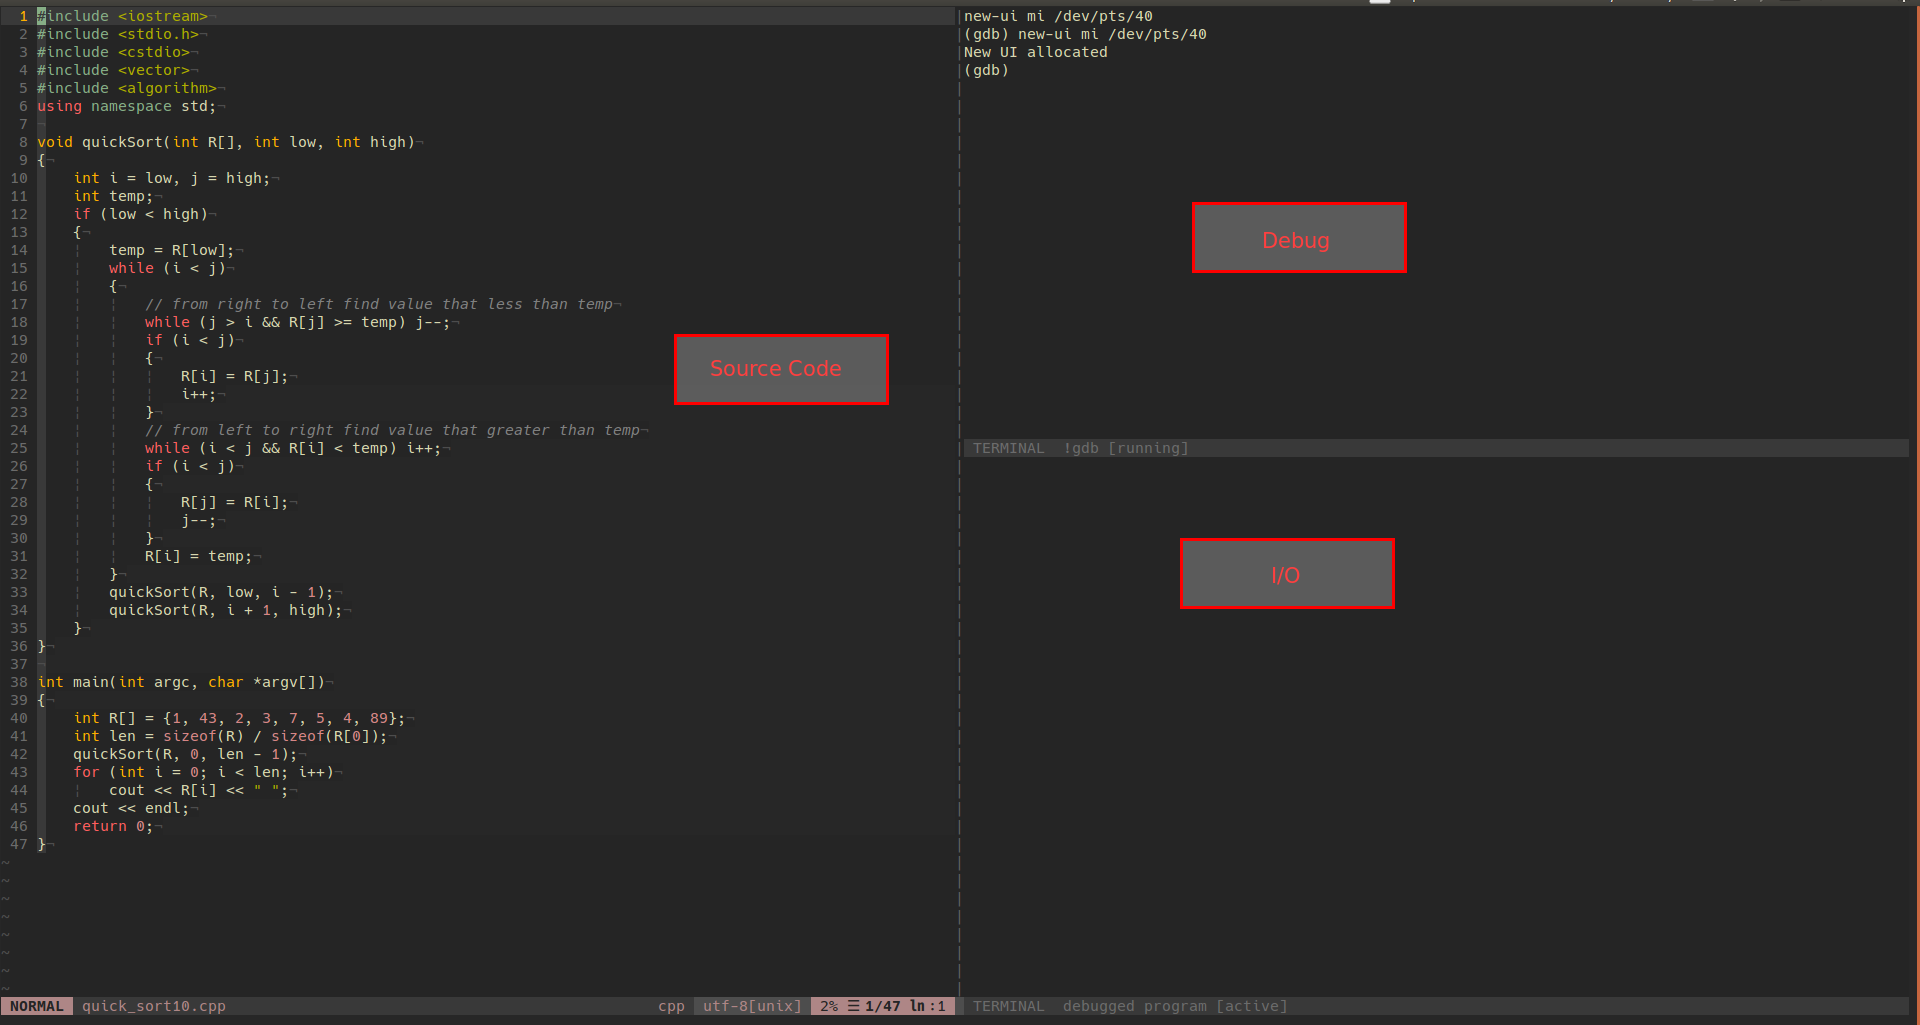 1 #include <iostream>¬
2 #include <stdio.h>¬
3 #include <cstdio>¬
4 #include <vector>¬
5 #include <algorithm>¬
6 using namespace std;¬
7 ¬
8 void quickSort(int R[], int low, int high)¬
9 {¬
10     int i = low, j = high;¬
11     int temp;¬
12     if (low < high)¬
13     {¬
14     ¦   temp = R[low];¬
15     ¦   while (i < j)¬
16     ¦   {¬
17     ¦   ¦   // from right to left find value that less than temp¬
18     ¦   ¦   while (j > i && R[j] >= temp) j--;¬
19     ¦   ¦   if (i < j)¬
20     ¦   ¦   {¬
21     ¦   ¦   ¦   R[i] = R[j];¬
22     ¦   ¦   ¦   i++;¬
23     ¦   ¦   }¬
24     ¦   ¦   // from left to right find value that greater than temp¬
25     ¦   ¦   while (i < j && R[i] < temp) i++;¬
26     ¦   ¦   if (i < j)¬
27     ¦   ¦   {¬
28     ¦   ¦   ¦   R[j] = R[i];¬
29     ¦   ¦   ¦   j--;¬
30     ¦   ¦   }¬
31     ¦   ¦   R[i] = temp;¬
32     ¦   }¬
33     ¦   quickSort(R, low, i - 1);¬
34     ¦   quickSort(R, i + 1, high);¬
35     }¬
36 }¬
37 ¬
38 int main(int argc, char *argv[])¬
39 {¬
40     int R[] = {1, 43, 2, 3, 7, 5, 4, 89};¬
41     int len = sizeof(R) / sizeof(R[0]);¬
42     quickSort(R, 0, len - 1);¬
43     for (int i = 0; i < len; i++)¬
44     ¦   cout << R[i] << " ";¬
45     cout << endl;¬
46     return 0;¬
47 }¬
~
~
~
~
~
~
~
~
Source Code
NORMAL quick_sort10.cpp cpp utf-8[unix] 2% ☰ 1/47 ln :1
new-ui mi /dev/pts/40
(gdb) new-ui mi /dev/pts/40
New UI allocated
(gdb)
Debug
TERMINAL !gdb [running]
I/O
TERMINAL debugged program [active]